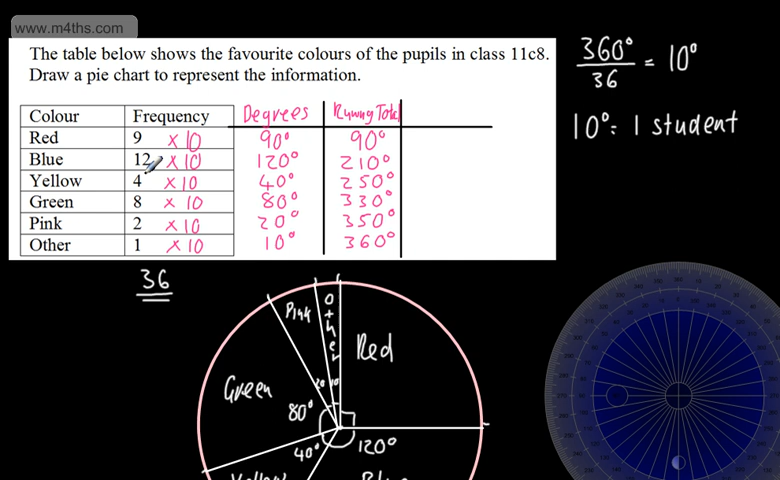 www.m4ths.com
The table below shows the favourite colours of the pupils in class 11c8.
Draw a pie chart to represent the information.
360° / 36 = 10°
10° = 1 student
Colour Frequency Degrees Running Total
Red 9 × 10 90° 90°
Blue 12 × 10 120° 210°
Yellow 4 × 10 40° 250°
Green 8 × 10 80° 330°
Pink 2 × 10 20° 350°
Other 1 × 10 10° 360°
36
Pink
Other
Red
Green
20 10
80°
40°
120°
Yellow
Blue